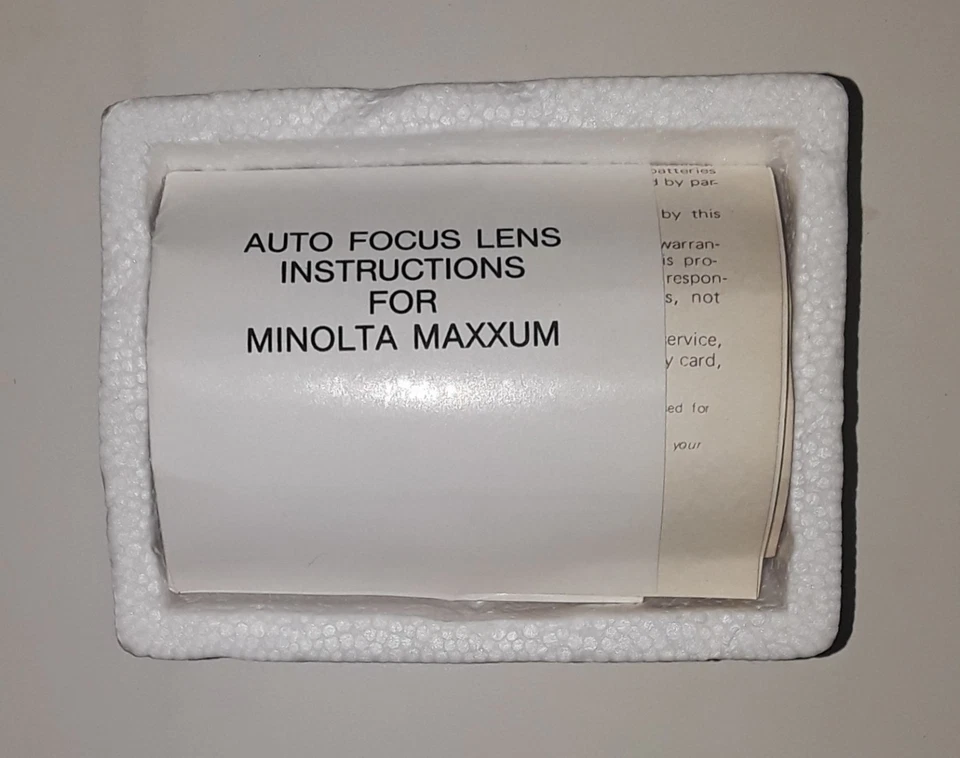 AUTO FOCUS LENS
INSTRUCTIONS
FOR
MINOLTA MAXXUM
batteries
d by par-
by this
warran-
is pro-
respon-
s, not
ervice,
y card,
ed for
your